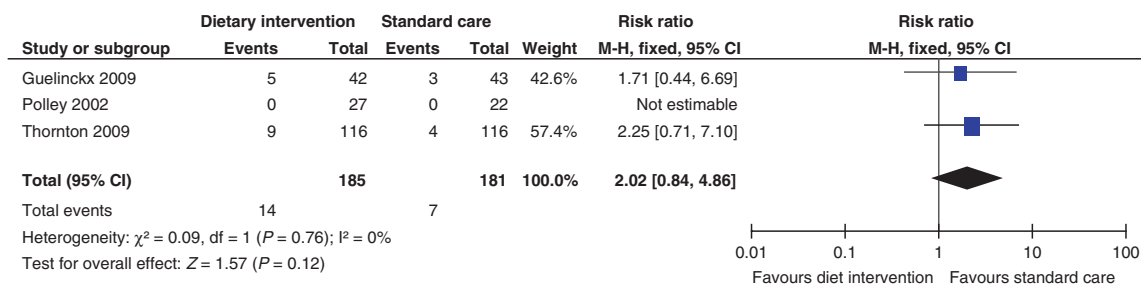 Dietary intervention Standard care Risk ratio Risk ratio
Study or subgroup Events Total Events Total Weight M-H, fixed, 95% CI M-H, fixed, 95% CI
Guelinckx 2009 5 42 3 43 42.6% 1.71 [0.44, 6.69]
Polley 2002 0 27 0 22 Not estimable
Thornton 2009 9 116 4 116 57.4% 2.25 [0.71, 7.10]
Total (95% CI) 185 181 100.0% 2.02 [0.84, 4.86]
Total events 14 7
Heterogeneity: χ² = 0.09, df = 1 (P = 0.76); I² = 0%
Test for overall effect: Z = 1.57 (P = 0.12)
0.01 0.1 1 10 100
Favours diet intervention Favours standard care